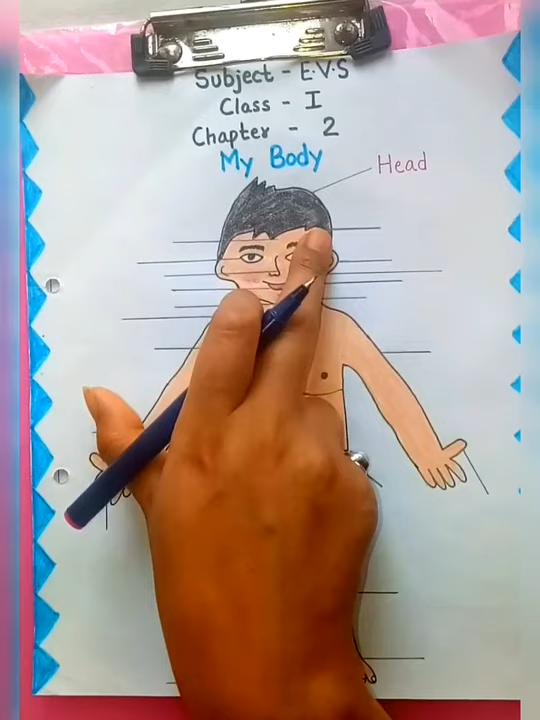 Subject - E.V.S
Class - I
Chapter - 2
My Body
Head